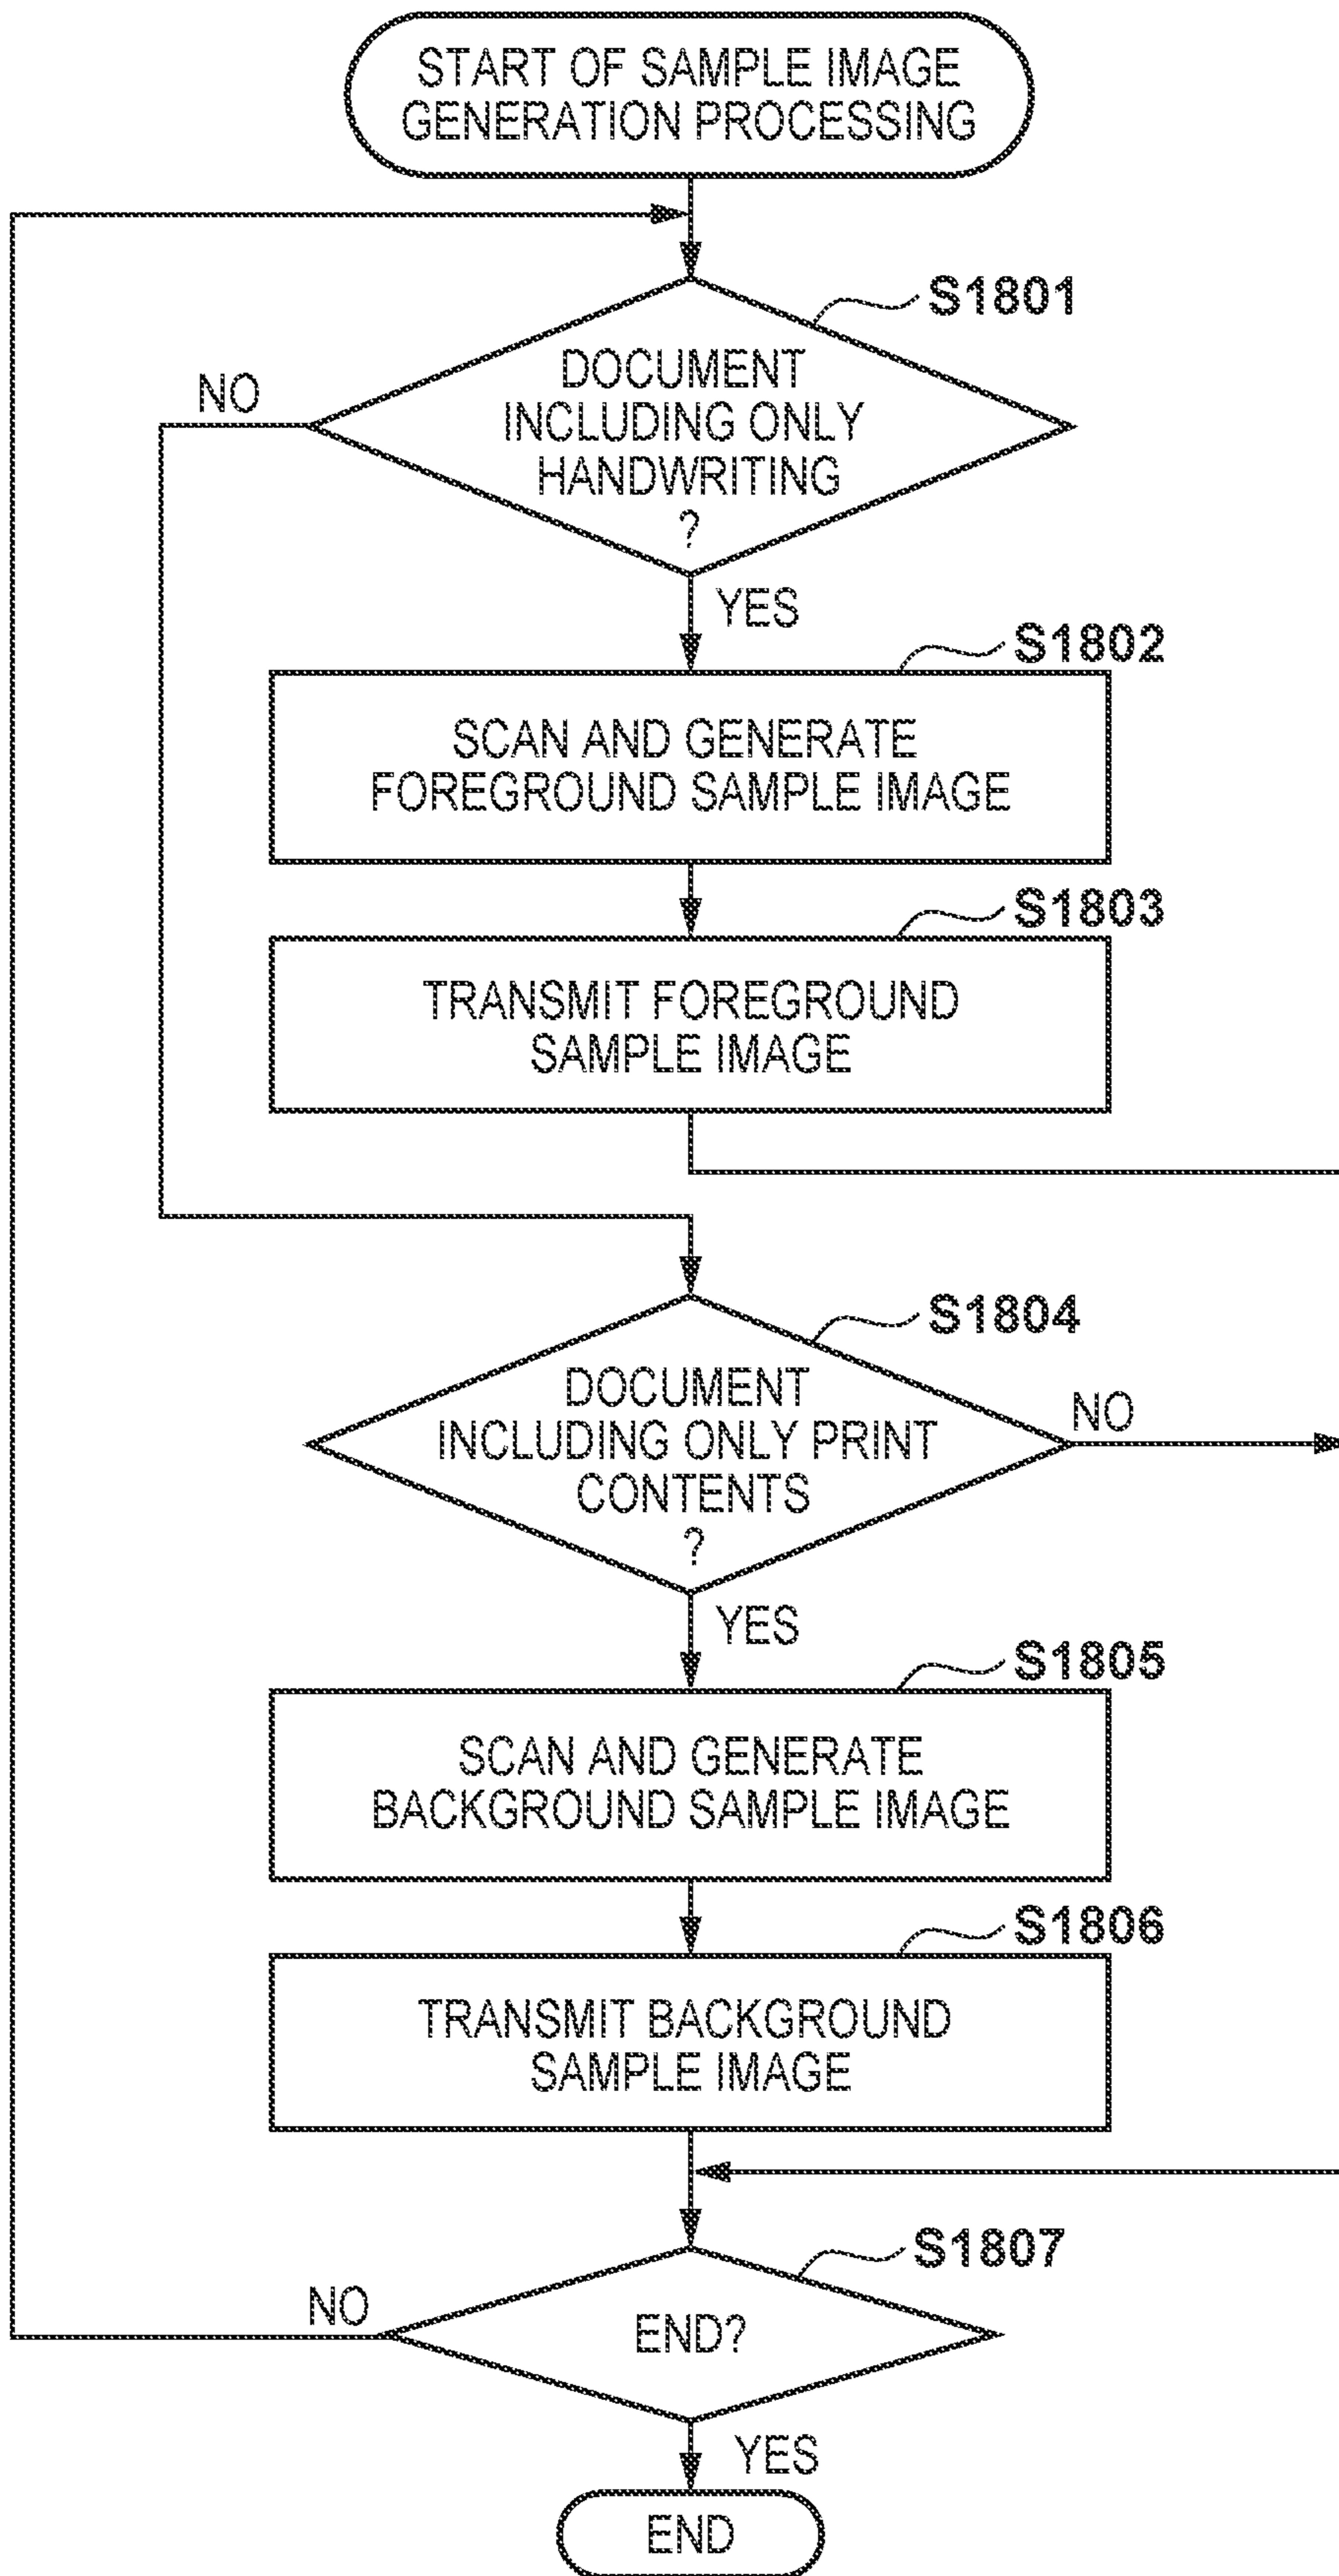 START OF SAMPLE IMAGE
GENERATION PROCESSING
S1801
DOCUMENT
INCLUDING ONLY
HANDWRITING
?
NO
YES
S1802
SCAN AND GENERATE
FOREGROUND SAMPLE IMAGE
S1803
TRANSMIT FOREGROUND
SAMPLE IMAGE
S1804
DOCUMENT
INCLUDING ONLY PRINT
CONTENTS
?
NO
YES
S1805
SCAN AND GENERATE
BACKGROUND SAMPLE IMAGE
S1806
TRANSMIT BACKGROUND
SAMPLE IMAGE
S1807
NO
END?
YES
END